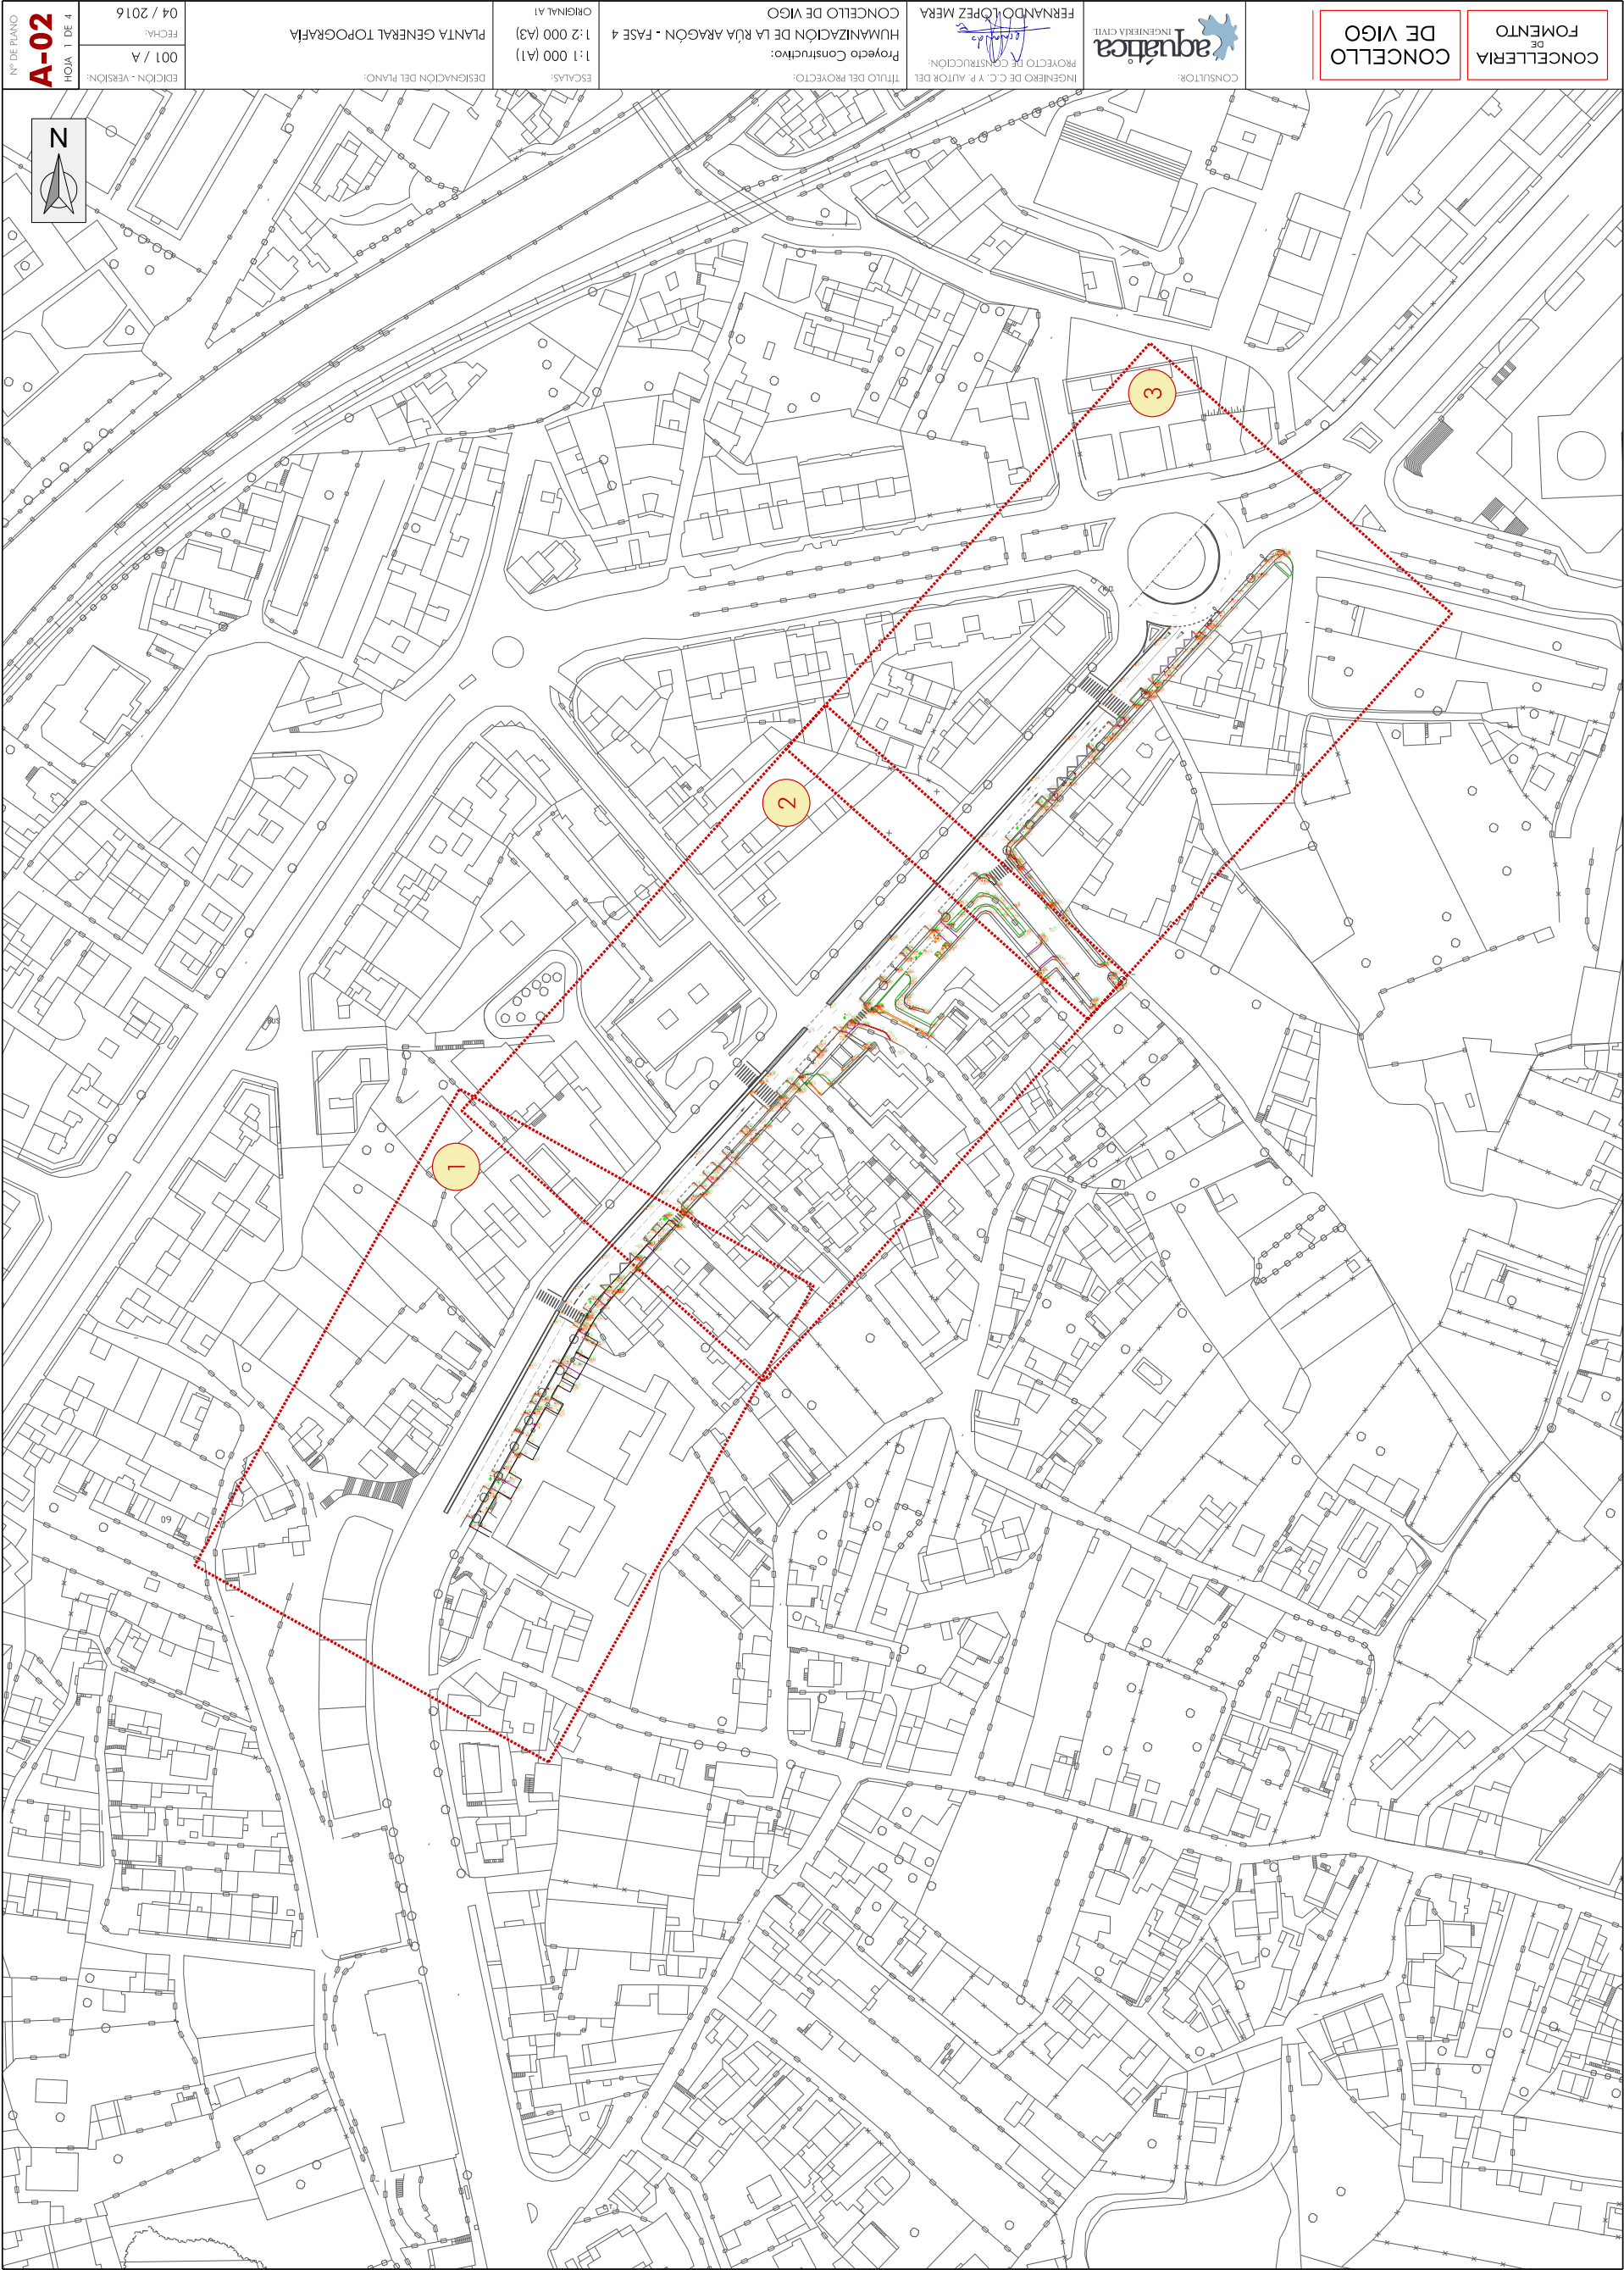 CONCELLERIA
DE
FOMENTO
CONCELLO
DE VIGO
CONSULTOR:
aquática
INGENIERÍA CIVIL
INGENIERO DE C.C. Y P. AUTOR DEL
PROYECTO DE CONSTRUCCIÓN:
FERNANDO LÓPEZ MERA
TÍTULO DEL PROYECTO:
Proyecto Constructivo:
HUMANIZACIÓN DE LA RÚA ARAGÓN - FASE 4
CONCELLO DE VIGO
ESCALAS:
1:1 000 (A1)
1:2 000 (A3)
ORIGINAL A1
DESIGNACIÓN DEL PLANO:
PLANTA GENERAL TOPOGRAFÍA
EDICIÓN - VERSIÓN:
001 / A
FECHA:
04 / 2016
Nº DE PLANO
A-02
HOJA 1 DE 4
N
3
2
1
BUS
60